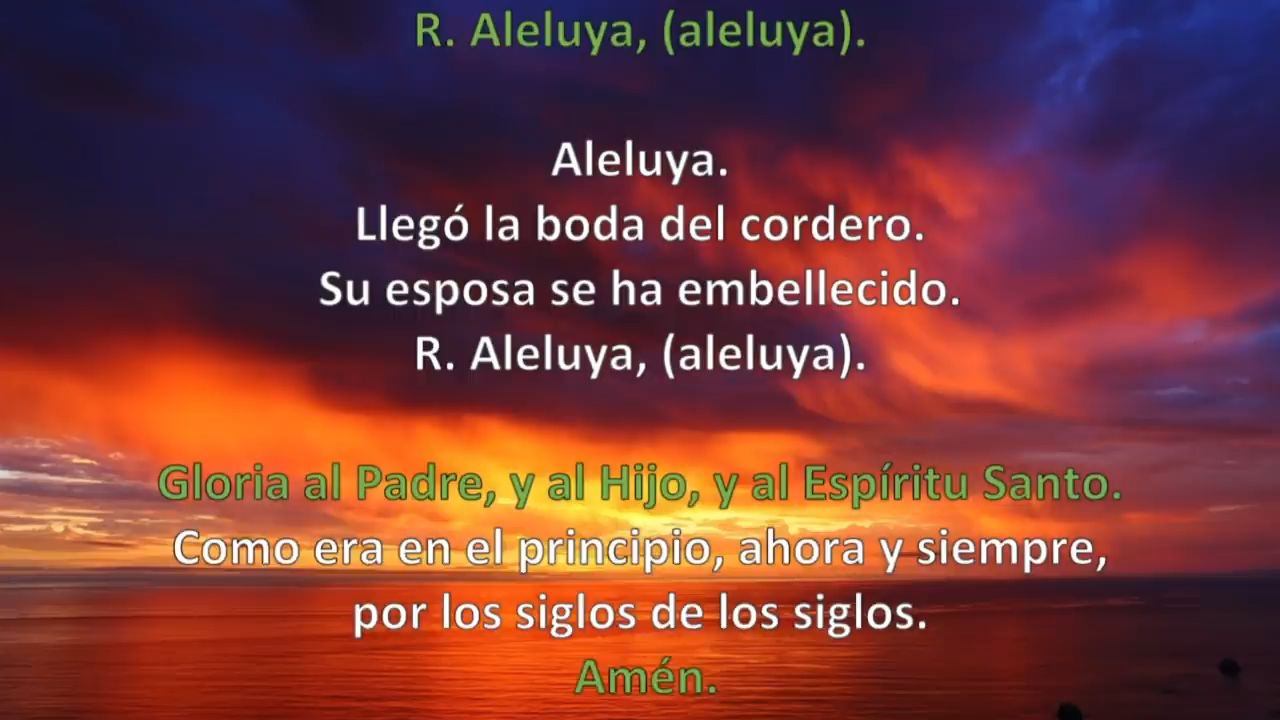 R. Aleluya, (aleluya).
Aleluya.
Llegó la boda del cordero.
Su esposa se ha embellecido.
R. Aleluya, (aleluya).
Gloria al Padre, y al Hijo, y al Espíritu Santo.
Como era en el principio, ahora y siempre,
por los siglos de los siglos.
Amén.